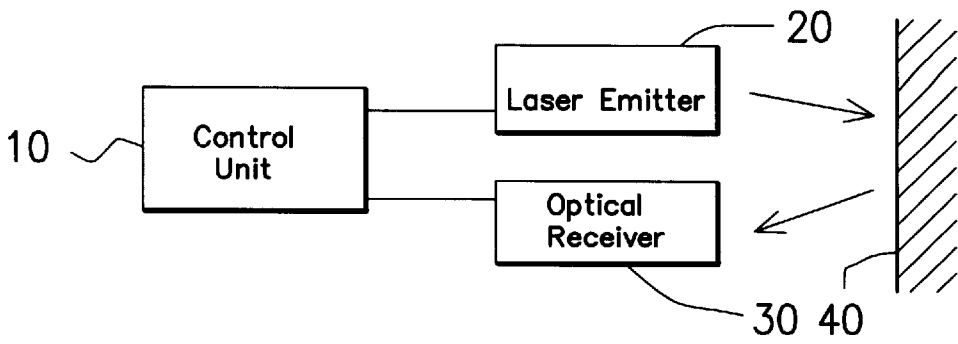 20
Laser Emitter
10
Control
Unit
Optical
Receiver
30
40